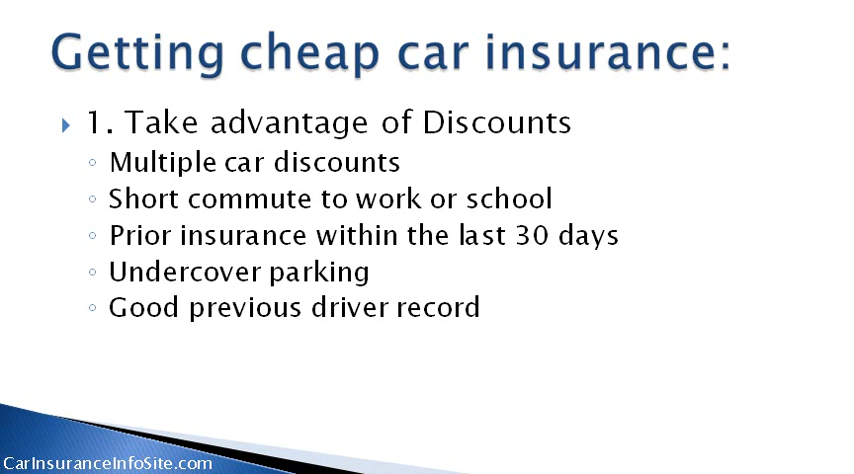 Getting cheap car insurance:
1. Take advantage of Discounts
Multiple car discounts
Short commute to work or school
Prior insurance within the last 30 days
Undercover parking
Good previous driver record
CarInsuranceInfoSite.com